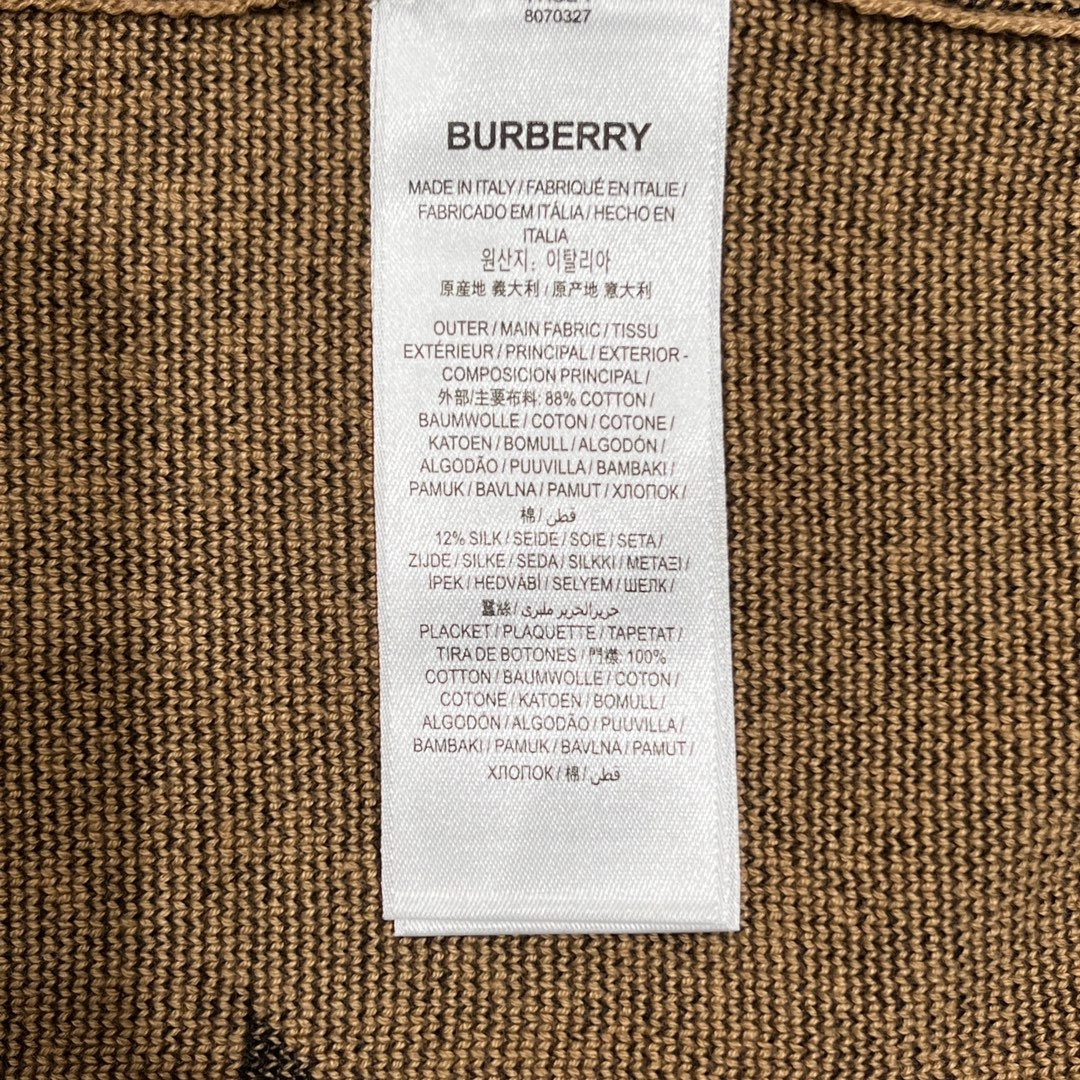 8070327
BURBERRY
MADE IN ITALY / FABRIQUÉ EN ITALIE /
FABRICADO EM ITÁLIA / HECHO EN
ITALIA
원산지: 이탈리아
原産地 義大利 / 原产地 意大利
OUTER / MAIN FABRIC / TISSU
EXTÉRIEUR / PRINCIPAL / EXTERIOR -
COMPOSICION PRINCIPAL /
外部/主要布料: 88% COTTON /
BAUMWOLLE / COTON / COTONE /
KATOEN / BOMULL / ALGODÓN /
ALGODÃO / PUUVILLA / BAMBAKI /
PAMUK / BAVLNA / PAMUT / ХЛОПОК /
棉 / قطن
12% SILK / SEIDE / SOIE / SETA /
ZIJDE / SILKE / SEDA / SILKKI / ΜΕΤΑΞΙ /
İPEK / HEDVÁBÍ / SELYEM / ШЕЛК /
蠶絲 / حرير/الحرير ملبري
PLACKET / PLAQUETTE / TAPETAT /
TIRA DE BOTONES / 門襟: 100%
COTTON / BAUMWOLLE / COTON /
COTONE / KATOEN / BOMULL /
ALGODÓN / ALGODÃO / PUUVILLA /
BAMBAKI / PAMUK / BAVLNA / PAMUT /
ХЛОПОК / 棉 / قطن